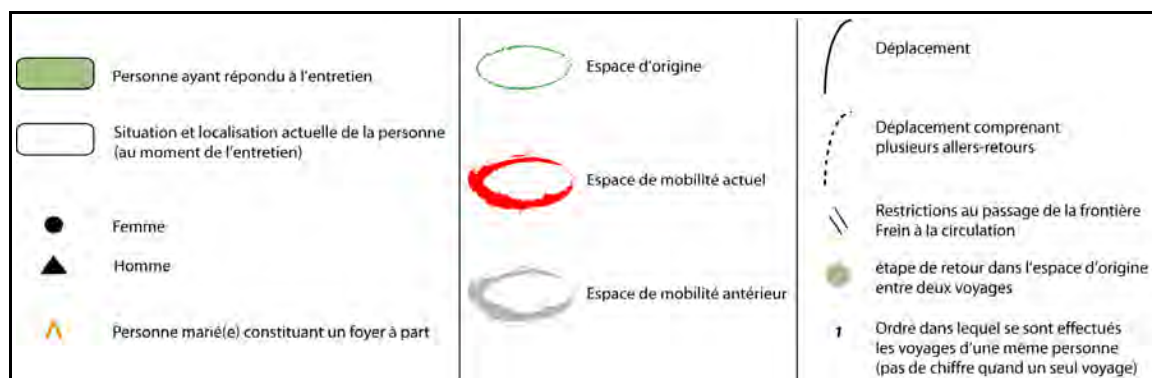 Personne ayant répondu à l'entretien
Situation et localisation actuelle de la personne
(au moment de l'entretien)
Femme
Homme
Personne marié(e) constituant un foyer à part
Espace d'origine
Espace de mobilité actuel
Espace de mobilité antérieur
Déplacement
Déplacement comprenant
plusieurs allers-retours
Restrictions au passage de la frontière
Frein à la circulation
étape de retour dans l'espace d'origine
entre deux voyages
1 Ordre dans lequel se sont effectués
les voyages d'une même personne
(pas de chiffre quand un seul voyage)